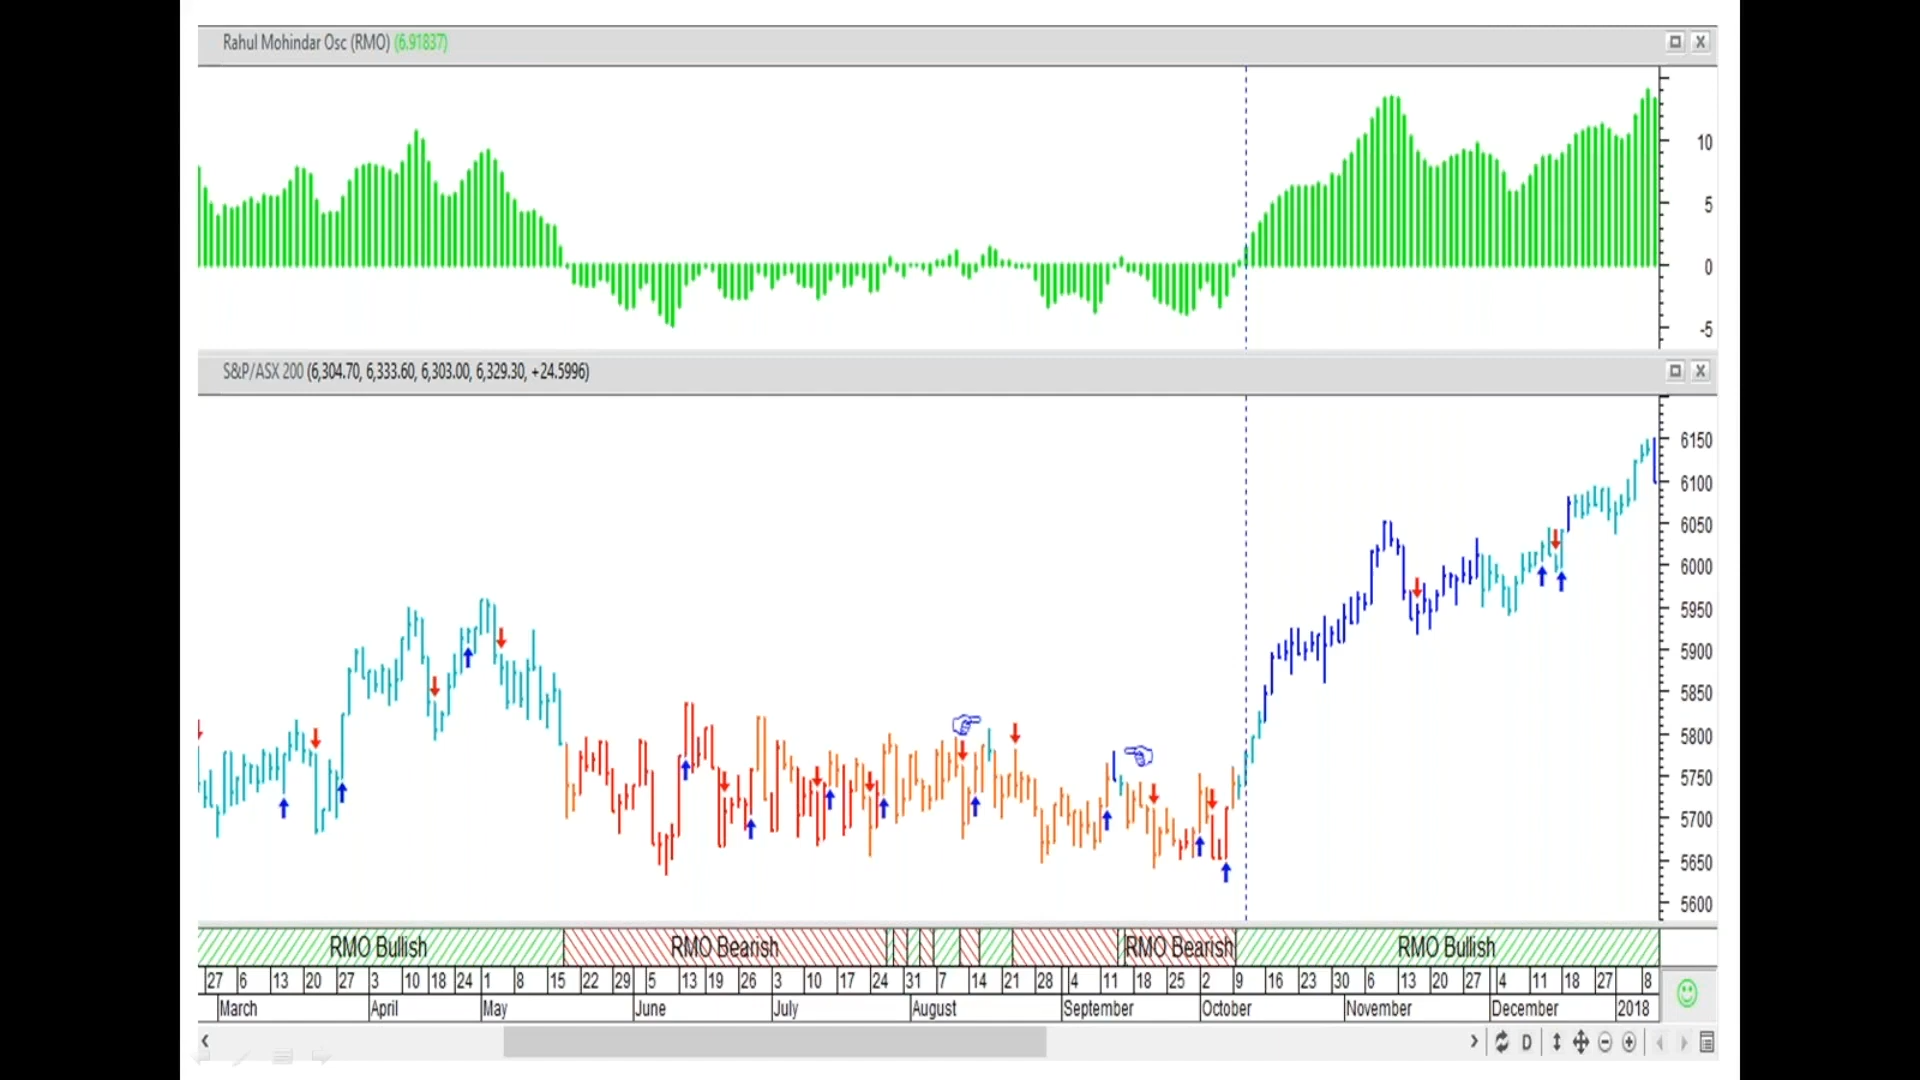 Rahul Mohindar Osc (RMO) (6.91837)
10
5
0
-5
S&P/ASX 200 (6,304.70, 6,333.60, 6,303.00, 6,329.30, +24.5996)
6150
6100
6050
6000
5950
5900
5850
5800
5750
5700
5650
5600
RMO Bullish RMO Bearish RMO Bearish RMO Bullish
27 6 13 20 27 3 10 18 24 1 8 15 22 29 5 13 19 26 3 10 17 24 31 7 14 21 28 4 11 18 25 2 9 16 23 30 6 13 20 27 4 11 18 27 8
March April May June July August September October November December 2018
D